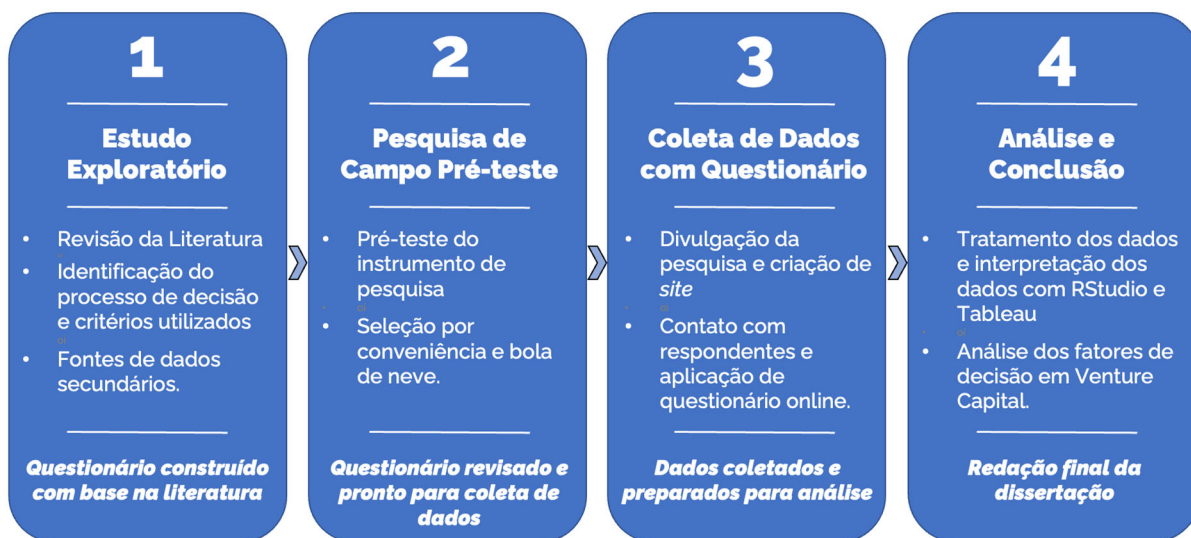 1
Estudo
Exploratório
• Revisão da Literatura
• Identificação do
processo de decisão
e critérios utilizados
• Fontes de dados
secundários.
Questionário construído
com base na literatura
2
Pesquisa de
Campo Pré-teste
• Pré-teste do
instrumento de
pesquisa
• Seleção por
conveniência e bola
de neve.
Questionário revisado e
pronto para coleta de
dados
3
Coleta de Dados
com Questionário
• Divulgação da
pesquisa e criação de
site
• Contato com
respondentes e
aplicação de
questionário online.
Dados coletados e
preparados para análise
4
Análise e
Conclusão
• Tratamento dos dados
e interpretação dos
dados com RStudio e
Tableau
• Análise dos fatores de
decisão em Venture
Capital.
Redação final da
dissertação